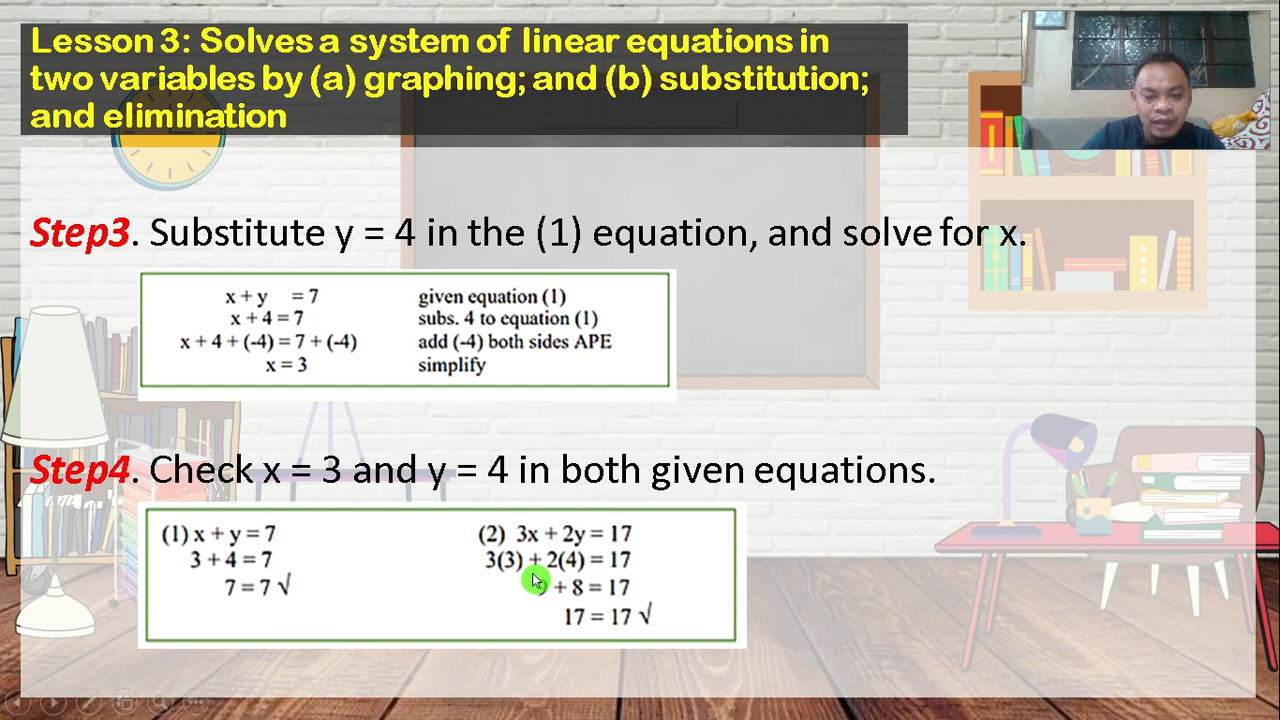 Lesson 3: Solves a system of linear equations in
two variables by (a) graphing; and (b) substitution;
and elimination
Step3. Substitute y = 4 in the (1) equation, and solve for x.
x + y = 7 given equation (1)
x + 4 = 7 subs. 4 to equation (1)
x + 4 + (-4) = 7 + (-4) add (-4) both sides APE
x = 3 simplify
Step4. Check x = 3 and y = 4 in both given equations.
(1) x + y = 7
3 + 4 = 7
7 = 7 √
(2) 3x + 2y = 17
3(3) + 2(4) = 17
+ 8 = 17
17 = 17 √